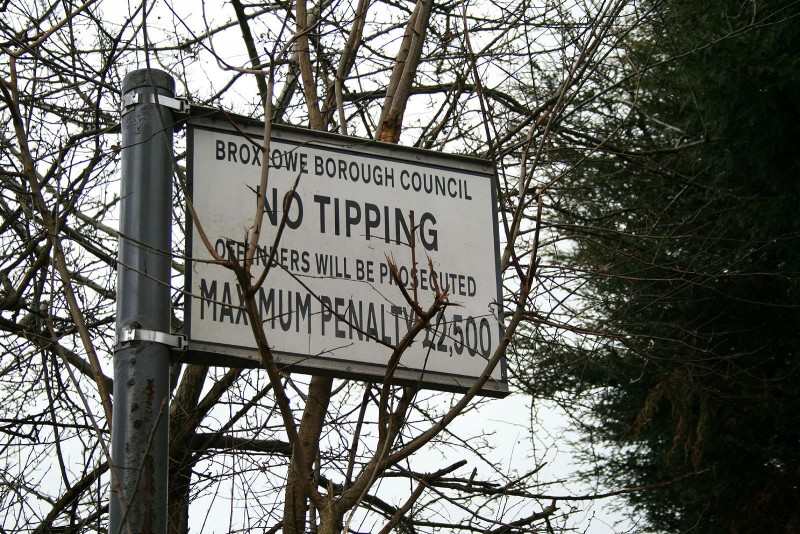 BROXTOWE BOROUGH COUNCIL
NO TIPPING
OFFENDERS WILL BE PROSECUTED
MAXIMUM PENALTY £2,500